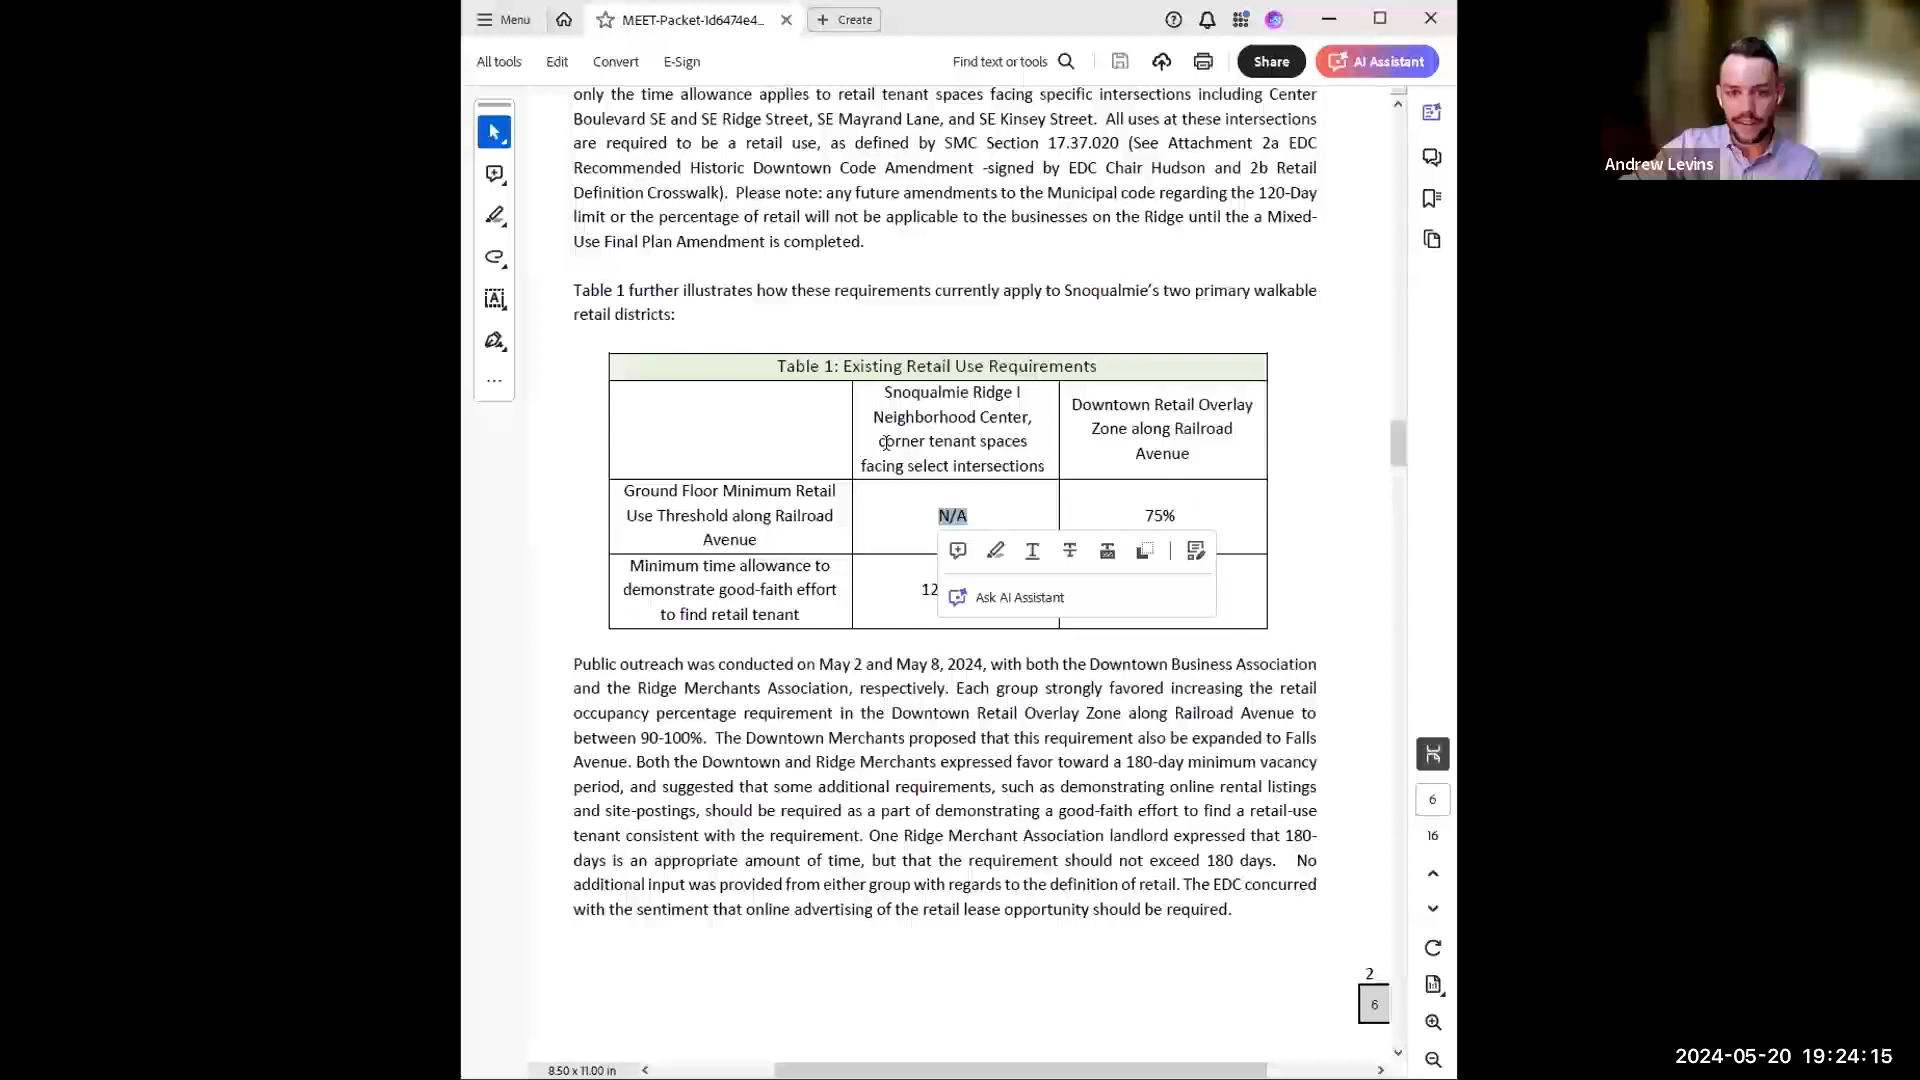 Menu
MEET-Packet-1d6474e4...
Create
All tools
Edit
Convert
E-Sign
Find text or tools
Share
AI Assistant
only the time allowance applies to retail tenant spaces facing specific intersections including Center
Boulevard SE and SE Ridge Street, SE Mayrand Lane, and SE Kinsey Street. All uses at these intersections
are required to be a retail use, as defined by SMC Section 17.37.020 (See Attachment 2a EDC
Recommended Historic Downtown Code Amendment -signed by EDC Chair Hudson and 2b Retail
Definition Crosswalk). Please note: any future amendments to the Municipal code regarding the 120-Day
limit or the percentage of retail will not be applicable to the businesses on the Ridge until the a Mixed-
Use Final Plan Amendment is completed.
Table 1 further illustrates how these requirements currently apply to Snoqualmie's two primary walkable
retail districts:
Table 1: Existing Retail Use Requirements
Snoqualmie Ridge I
Neighborhood Center,
corner tenant spaces
facing select intersections
Downtown Retail Overlay
Zone along Railroad
Avenue
Ground Floor Minimum Retail
Use Threshold along Railroad
Avenue
N/A
75%
Minimum time allowance to
demonstrate good-faith effort
to find retail tenant
12
Ask AI Assistant
Public outreach was conducted on May 2 and May 8, 2024, with both the Downtown Business Association
and the Ridge Merchants Association, respectively. Each group strongly favored increasing the retail
occupancy percentage requirement in the Downtown Retail Overlay Zone along Railroad Avenue to
between 90-100%. The Downtown Merchants proposed that this requirement also be expanded to Falls
Avenue. Both the Downtown and Ridge Merchants expressed favor toward a 180-day minimum vacancy
period, and suggested that some additional requirements, such as demonstrating online rental listings
and site-postings, should be required as a part of demonstrating a good-faith effort to find a retail-use
tenant consistent with the requirement. One Ridge Merchant Association landlord expressed that 180-
days is an appropriate amount of time, but that the requirement should not exceed 180 days. No
additional input was provided from either group with regards to the definition of retail. The EDC concurred
with the sentiment that online advertising of the retail lease opportunity should be required.
2
6
6
16
8.50 x 11.00 in
Andrew Levins
2024-05-20 19:24:15